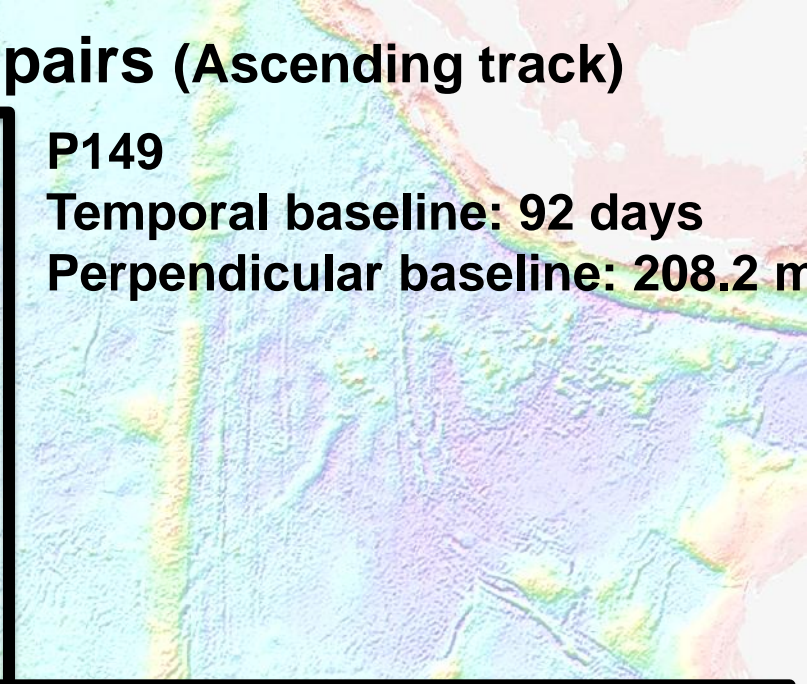 pairs (Ascending track)
P149
Temporal baseline: 92 days
Perpendicular baseline: 208.2 m